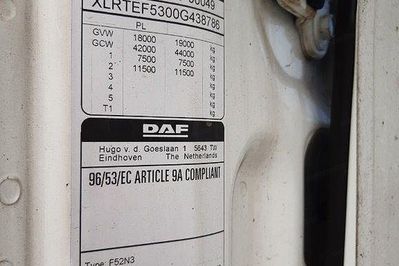 XLRTEF5300G438786
PL
GVW 18000 19000 kg
GCW 42000 44000 kg
1 7500 7500 kg
2 11500 11500 kg
3 kg
4 kg
5 kg
T1 kg
DAF
Hugo v. d. Goeslaan 1 5643 TW
Eindhoven The Netherlands
96/53/EC ARTICLE 9A COMPLIANT
Type: F52N3